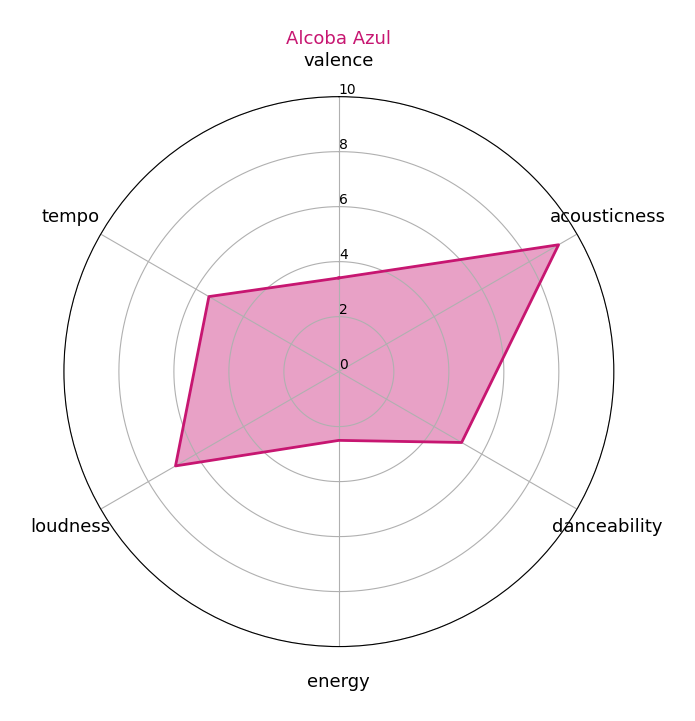 Alcoba Azul
valence
10
8
6
4
2
0
tempo
acousticness
loudness
danceability
energy